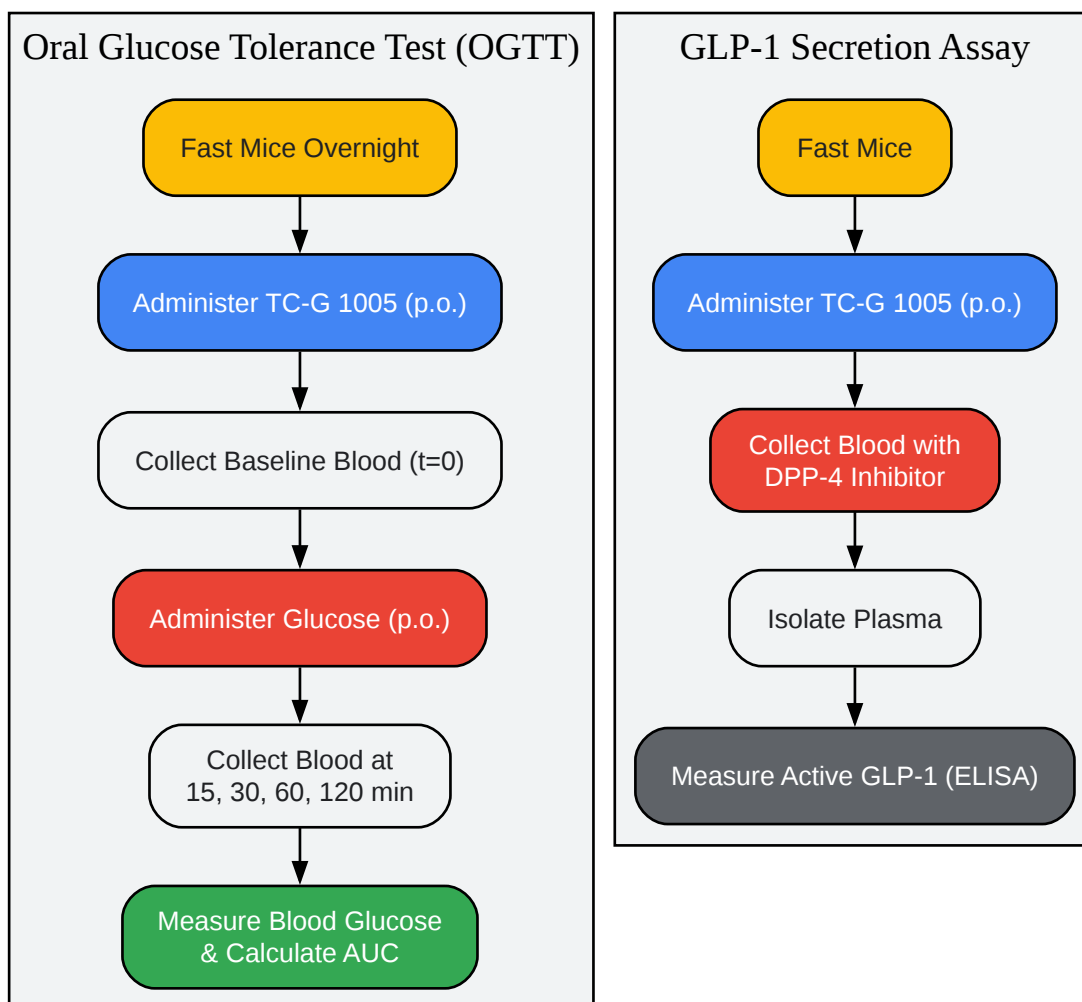 Oral Glucose Tolerance Test (OGTT)
Fast Mice Overnight
Administer TC-G 1005 (p.o.)
Collect Baseline Blood (t=0)
Administer Glucose (p.o.)
Collect Blood at
15, 30, 60, 120 min
Measure Blood Glucose
& Calculate AUC
GLP-1 Secretion Assay
Fast Mice
Administer TC-G 1005 (p.o.)
Collect Blood with
DPP-4 Inhibitor
Isolate Plasma
Measure Active GLP-1 (ELISA)